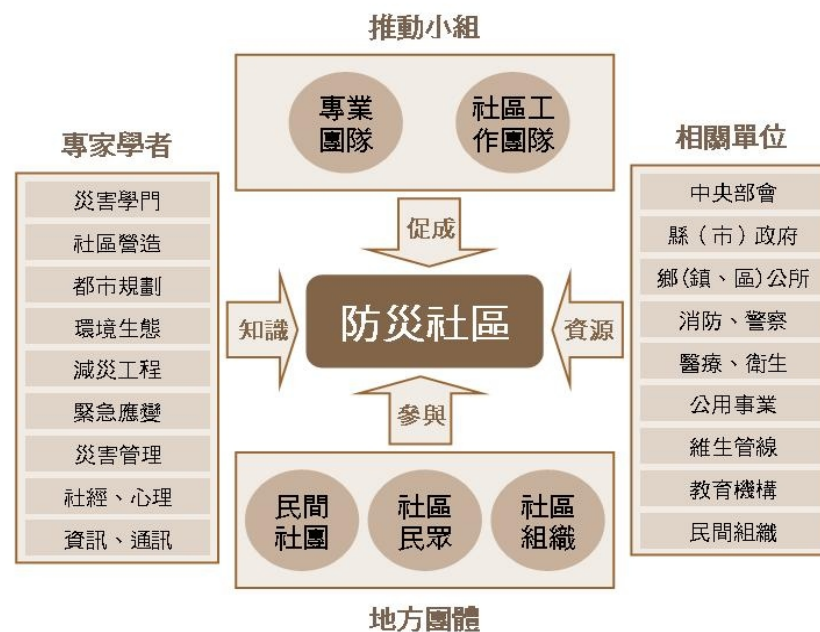 推動小組
專業
團隊
社區工
作團隊
促成
專家學者
災害學門
社區營造
都市規劃
環境生態
減災工程
緊急應變
災害管理
社經、心理
資訊、通訊
知識
防災社區
資源
相關單位
中央部會
縣（市）政府
鄉(鎮、區)公所
消防、警察
醫療、衛生
公用事業
維生管線
教育機構
民間組織
參與
民間
社團
社區
民眾
社區
組織
地方團體